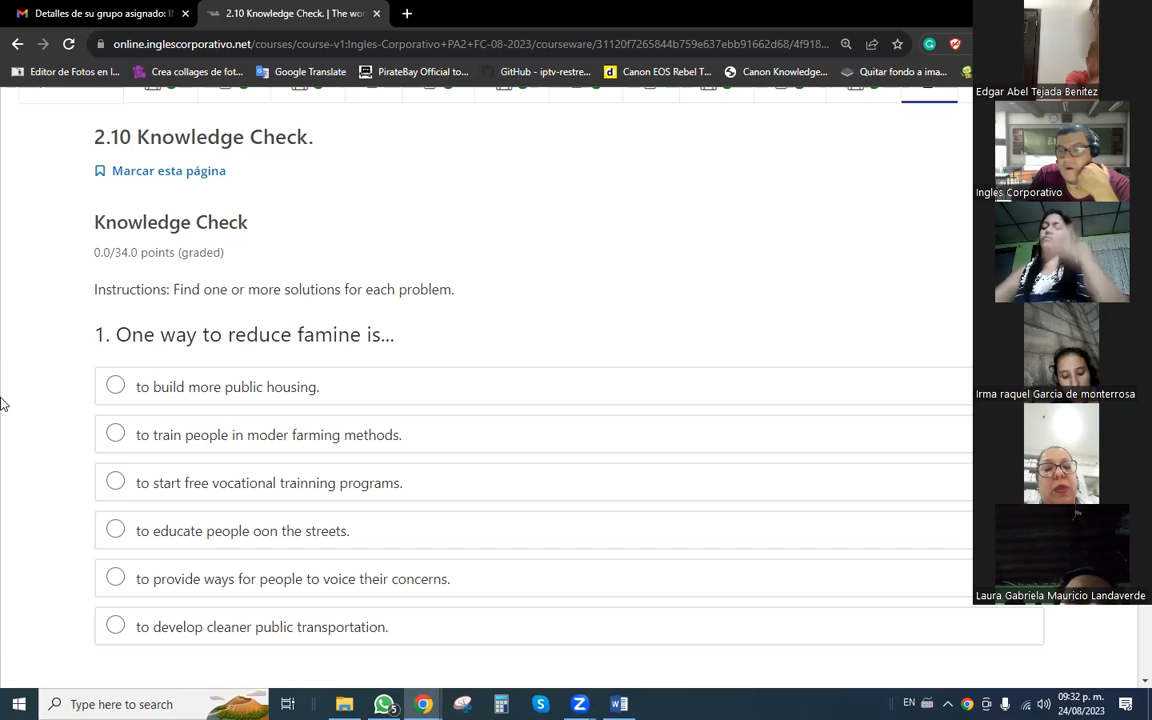 Detalles de su grupo asignado: I
2.10 Knowledge Check. | The wo
online.inglescorporativo.net/courses/course-v1:Ingles-Corporativo+PA2+FC-08-2023/courseware/31120f7265844b759e637ebb91662d68/4f918...
Editor de Fotos en l...
Crea collages de fot...
Google Translate
PirateBay Official to...
GitHub - iptv-restre...
Canon EOS Rebel T...
Canon Knowledge...
Quitar fondo a ima...
2.10 Knowledge Check.
Marcar esta página
Knowledge Check
0.0/34.0 points (graded)
Instructions: Find one or more solutions for each problem.
1. One way to reduce famine is...
to build more public housing.
to train people in moder farming methods.
to start free vocational trainning programs.
to educate people oon the streets.
to provide ways for people to voice their concerns.
to develop cleaner public transportation.
Edgar Abel Tejada Benitez
Ingles Corporativo
Irma raquel Garcia de monterrosa
Laura Gabriela Mauricio Landaverde
Type here to search
5
EN
09:32 p. m.
24/08/2023